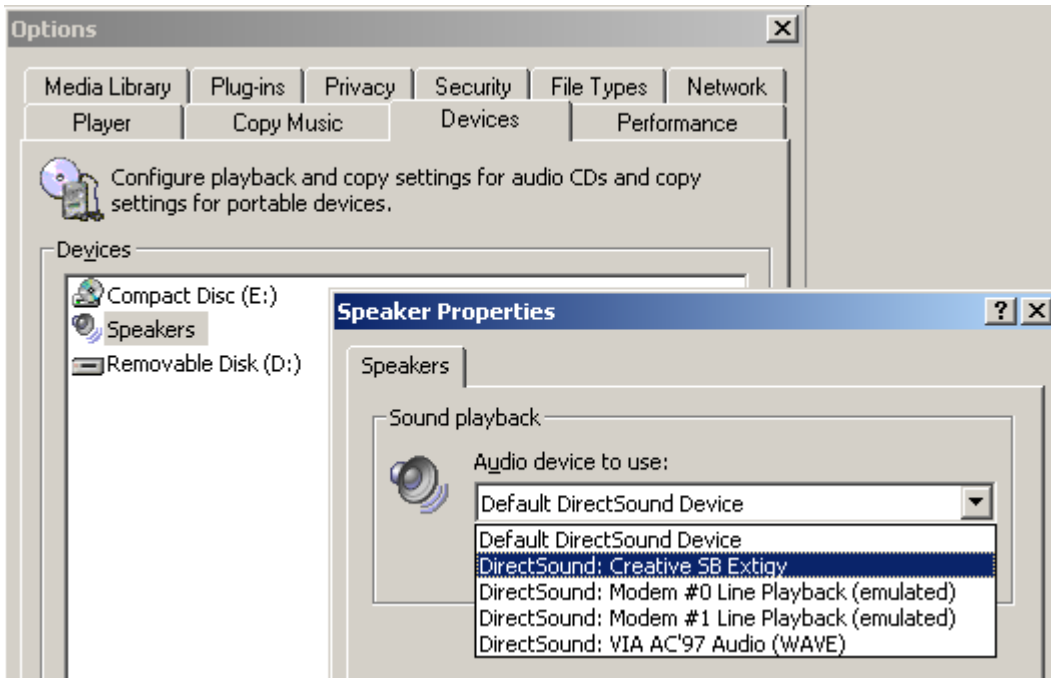 Options
Media Library Plug-ins Privacy Security File Types Network
Player Copy Music Devices Performance
Configure playback and copy settings for audio CDs and copy
settings for portable devices.
Devices
Compact Disc (E:)
Speakers
Removable Disk (D:)
Speaker Properties
Speakers
Sound playback
Audio device to use:
Default DirectSound Device
Default DirectSound Device
DirectSound: Creative SB Extigy
DirectSound: Modem #0 Line Playback (emulated)
DirectSound: Modem #1 Line Playback (emulated)
DirectSound: VIA AC'97 Audio (WAVE)